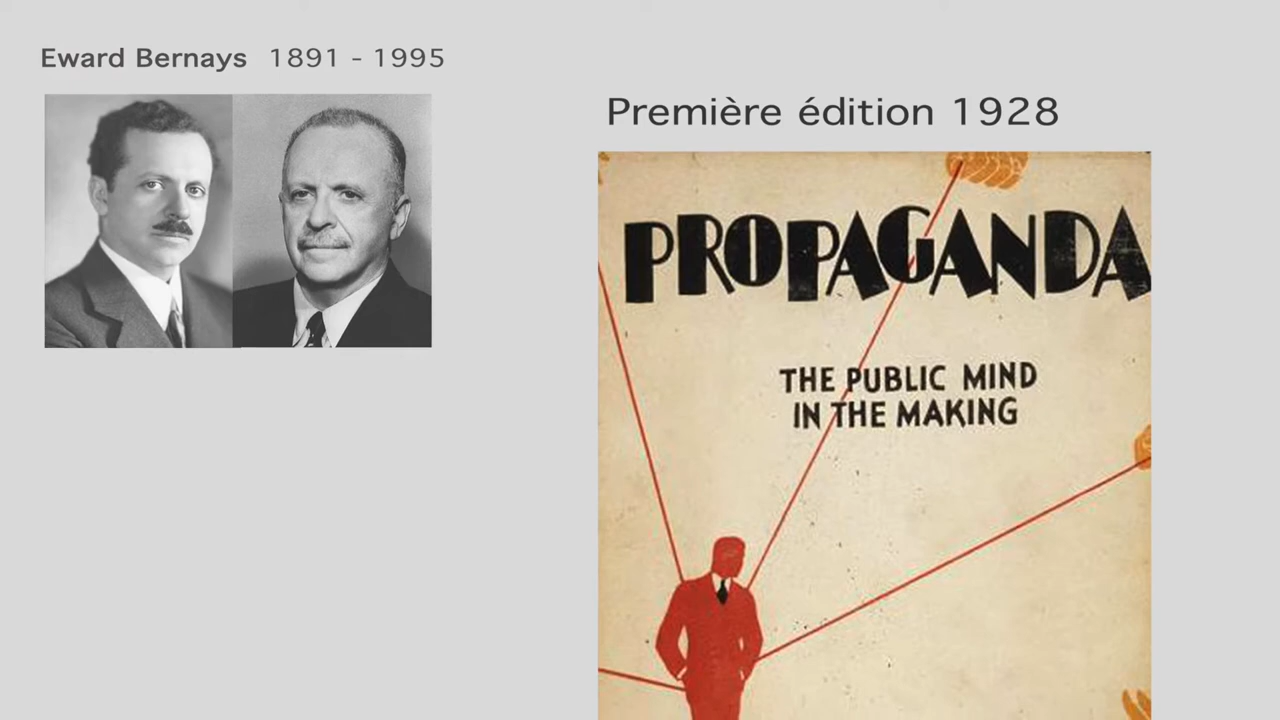 Eward Bernays 1891 - 1995
Première édition 1928
PROPAGANDA
THE PUBLIC MIND
IN THE MAKING